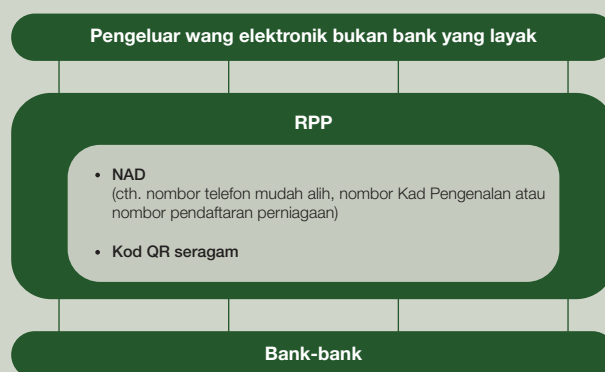 Pengeluar wang elektronik bukan bank yang layak
RPP
• NAD
(cth. nombor telefon mudah alih, nombor Kad Pengenalan atau
nombor pendaftaran perniagaan)
• Kod QR seragam
Bank-bank